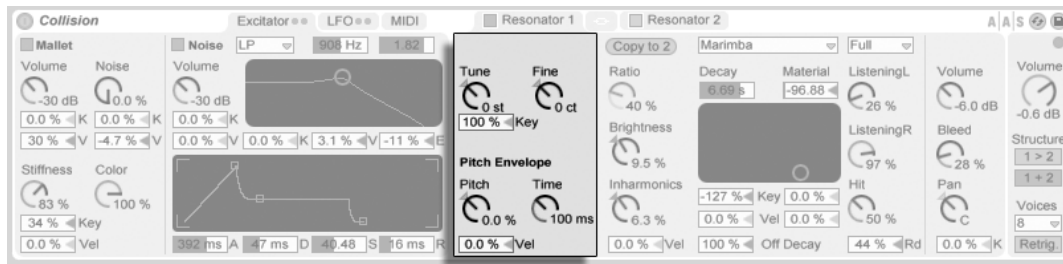 Collision
Excitator LFO MIDI
Resonator 1
Resonator 2
A A S
Mallet
Volume Noise
-30 dB 0.0 %
0.0 % K 0.0 % K
30 % V -4.7 % V
Stiffness Color
83 % 100 %
34 % Key
0.0 % Vel
Noise LP 908 Hz 1.82
Volume
-30 dB
0.0 % K
0.0 % V 0.0 % K 3.1 % V -11 % E
392 ms A 47 ms D 40.48 S 16 ms R
Tune Fine
0 st 0 ct
100 % Key
Pitch Envelope
Pitch Time
0.0 % 100 ms
0.0 % Vel
Copy to 2 Marimba Full
Ratio
40 %
Brightness
9.5 %
Inharmonics
6.3 %
0.0 % Vel
Decay Material
6.69 s -96.88
-127 % Key 0.0 %
0.0 % Vel 0.0 %
100 % Off Decay
ListeningL
26 %
ListeningR
97 %
Hit
50 %
44 % Rd
Volume
-6.0 dB
Bleed
28 %
Pan
C
0.0 % K
Volume
-0.6 dB
Structure
1 > 2
1 + 2
Voices
8
Retrig.